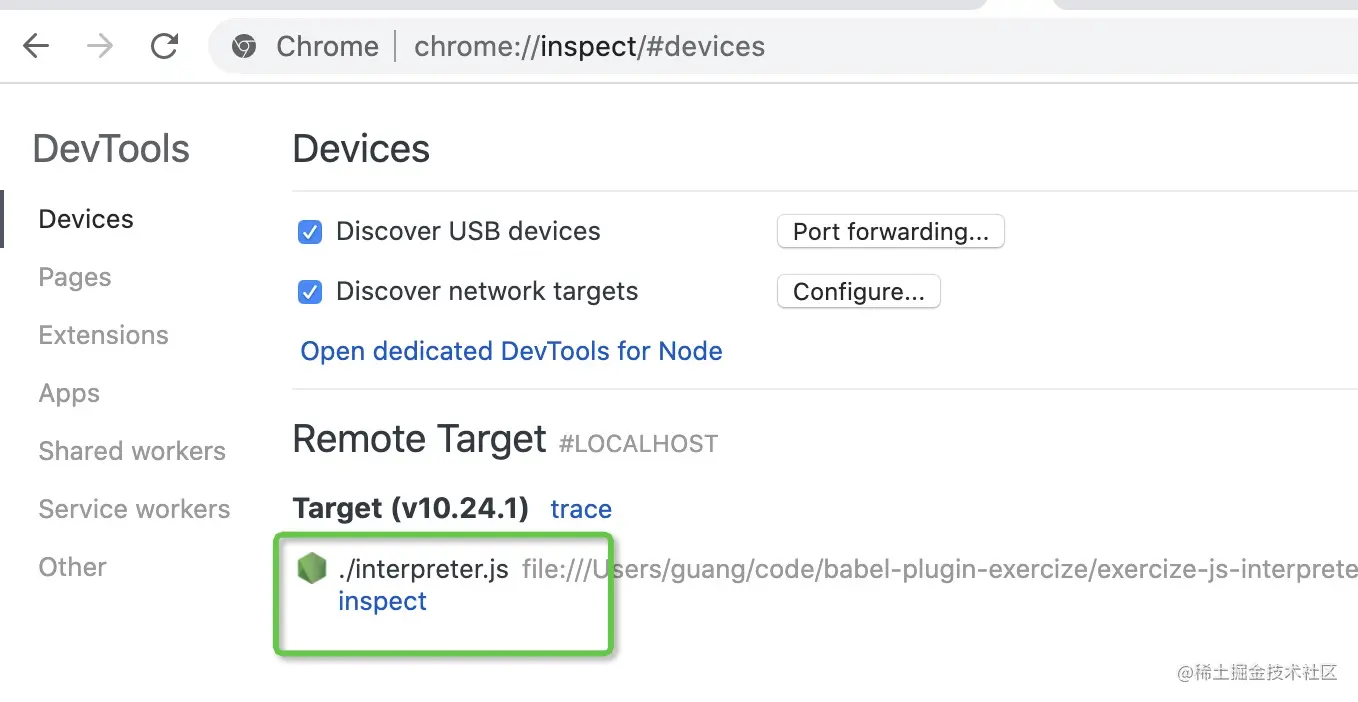 Chrome | chrome://inspect/#devices
DevTools
Devices
Pages
Extensions
Apps
Shared workers
Service workers
Other
Devices
Discover USB devices
Port forwarding...
Discover network targets
Configure...
Open dedicated DevTools for Node
Remote Target #LOCALHOST
Target (v10.24.1) trace
./interpreter.js file:///Users/guang/code/babel-plugin-exercize/exercize-js-interprete
inspect
@稀土掘金技术社区